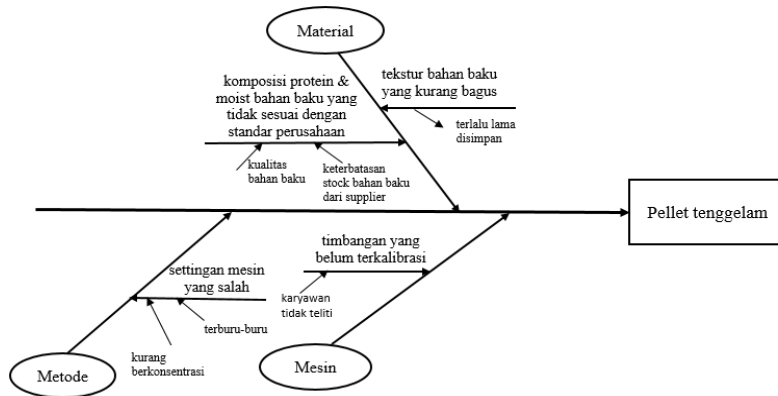 Material
komposisi protein &
moist bahan baku yang
tidak sesuai dengan
standar perusahaan
tekstur bahan baku
yang kurang bagus
terlalu lama
disimpan
kualitas
bahan baku
keterbatasan
stock bahan baku
dari supplier
Pellet tenggelam
timbangan yang
belum terkalibrasi
settingan mesin
yang salah
karyawan
tidak teliti
terburu-buru
kurang
berkonsentrasi
Metode
Mesin